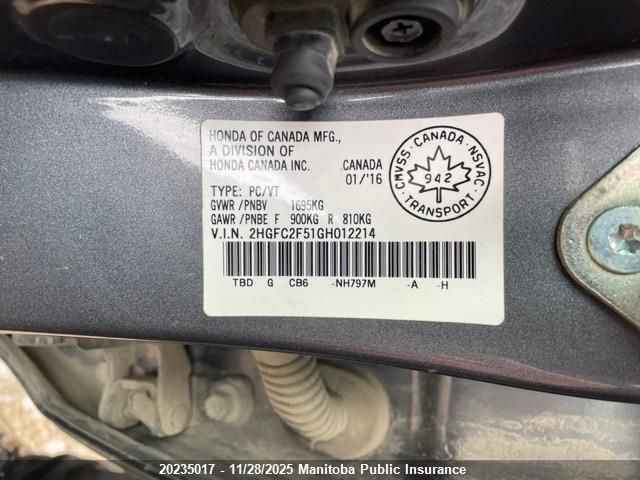 HONDA OF CANADA MFG.,
A DIVISION OF
HONDA CANADA INC. CANADA
01/'16
TYPE: PC/VT
GVWR /PNBV 1695KG
GAWR /PNBE F 900KG R 810KG
V.I.N. 2HGFC2F51GH012214
TBD G CB6 -NH797M -A -H
CMVSS · CANADA · NSVAC
942
TRANSPORT
20235017 - 11/28/2025 Manitoba Public Insurance